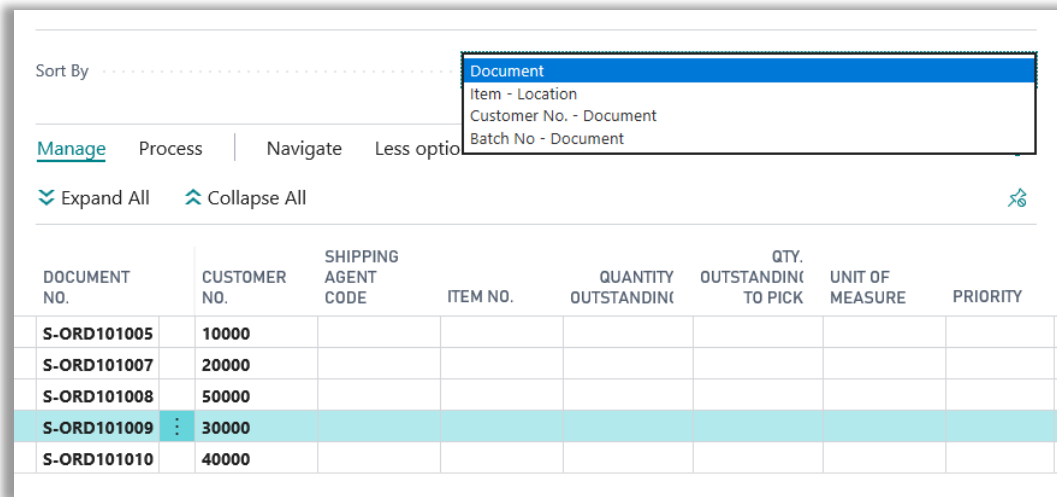 Sort By
Document
Item - Location
Customer No. - Document
Batch No - Document
Manage Process Navigate Less optio
Expand All Collapse All
DOCUMENT NO. CUSTOMER NO. SHIPPING AGENT CODE ITEM NO. QUANTITY OUTSTANDING QTY. OUTSTANDING TO PICK UNIT OF MEASURE PRIORITY
S-ORD101005 10000
S-ORD101007 20000
S-ORD101008 50000
S-ORD101009 30000
S-ORD101010 40000